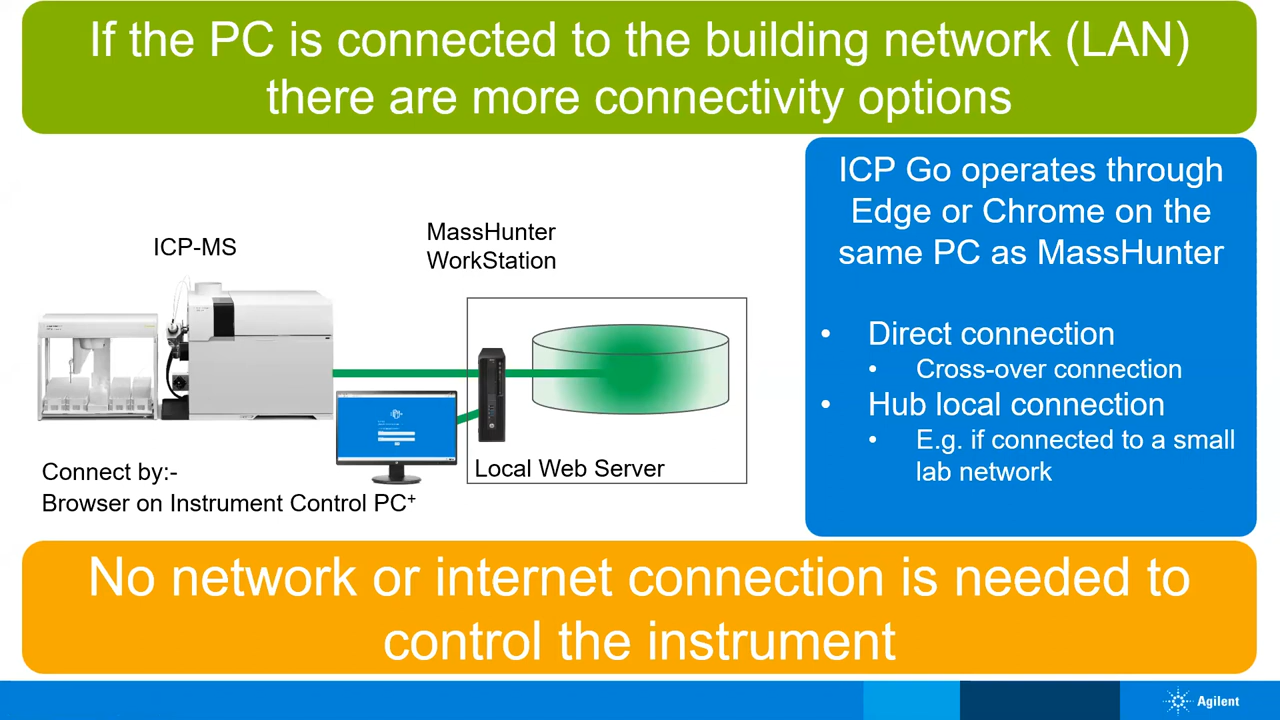 If the PC is connected to the building network (LAN)
there are more connectivity options
ICP-MS
MassHunter
WorkStation
Local Web Server
Connect by:-
Browser on Instrument Control PC⁺
ICP Go operates through
Edge or Chrome on the
same PC as MassHunter
• Direct connection
• Cross-over connection
• Hub local connection
• E.g. if connected to a small
lab network
No network or internet connection is needed to
control the instrument
Agilent